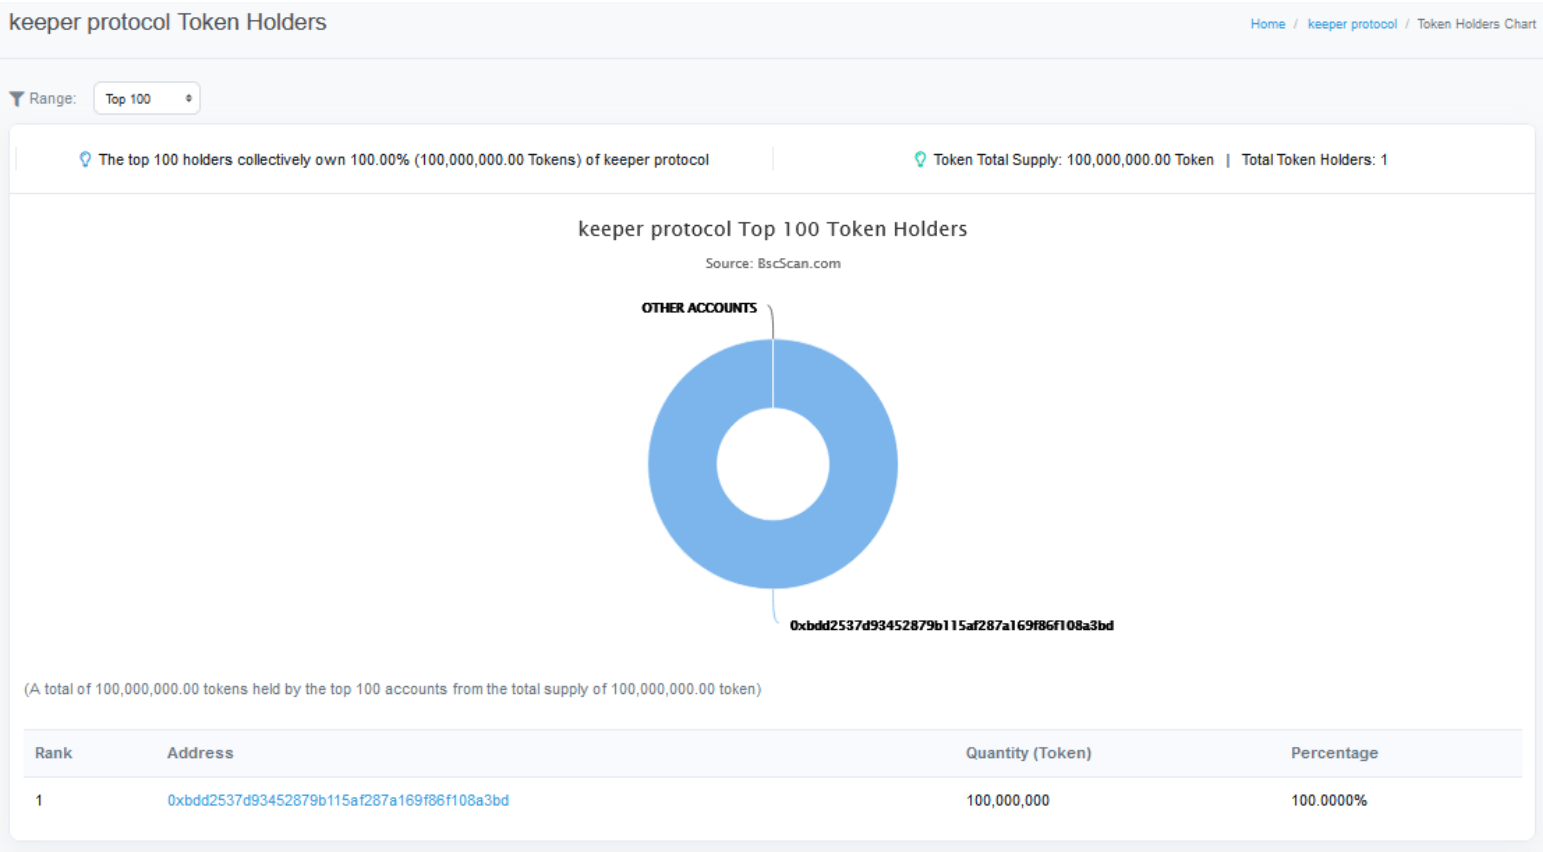 keeper protocol Token Holders
Home / keeper protocol / Token Holders Chart
Range: Top 100
The top 100 holders collectively own 100.00% (100,000,000.00 Tokens) of keeper protocol
Token Total Supply: 100,000,000.00 Token | Total Token Holders: 1
keeper protocol Top 100 Token Holders
Source: BscScan.com
OTHER ACCOUNTS
0xbdd2537d93452879b115af287a169f86f108a3bd
(A total of 100,000,000.00 tokens held by the top 100 accounts from the total supply of 100,000,000.00 token)
Rank Address Quantity (Token) Percentage
1 0xbdd2537d93452879b115af287a169f86f108a3bd 100,000,000 100.0000%